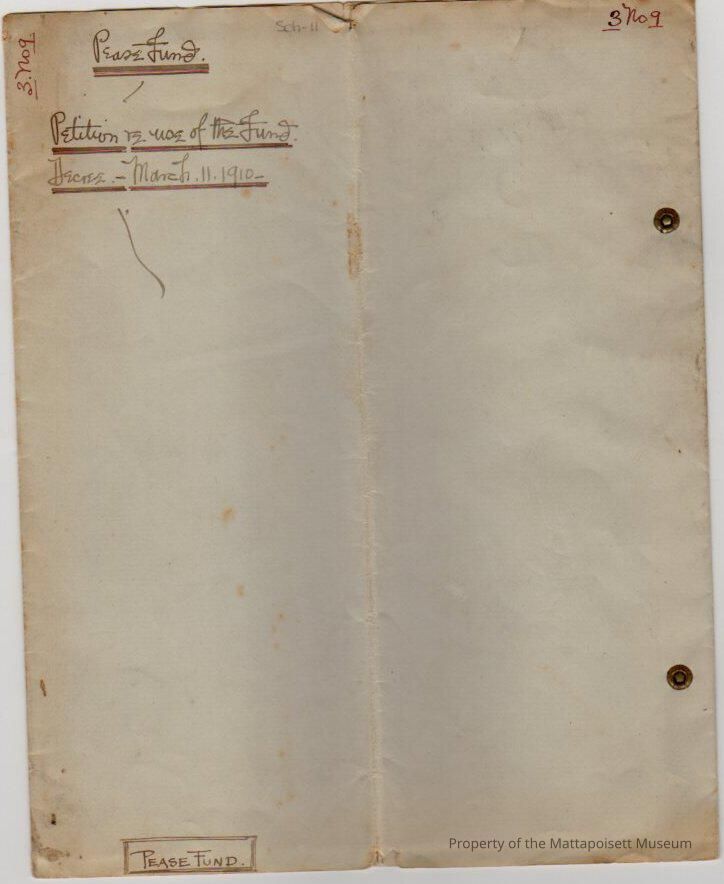 Sch-11
3 No 9
3. No 9.
Pease Fund.
Petition re use of the Fund.
Decree. - March. 11. 1910 -
PEASE FUND.
Property of the Mattapoisett Museum